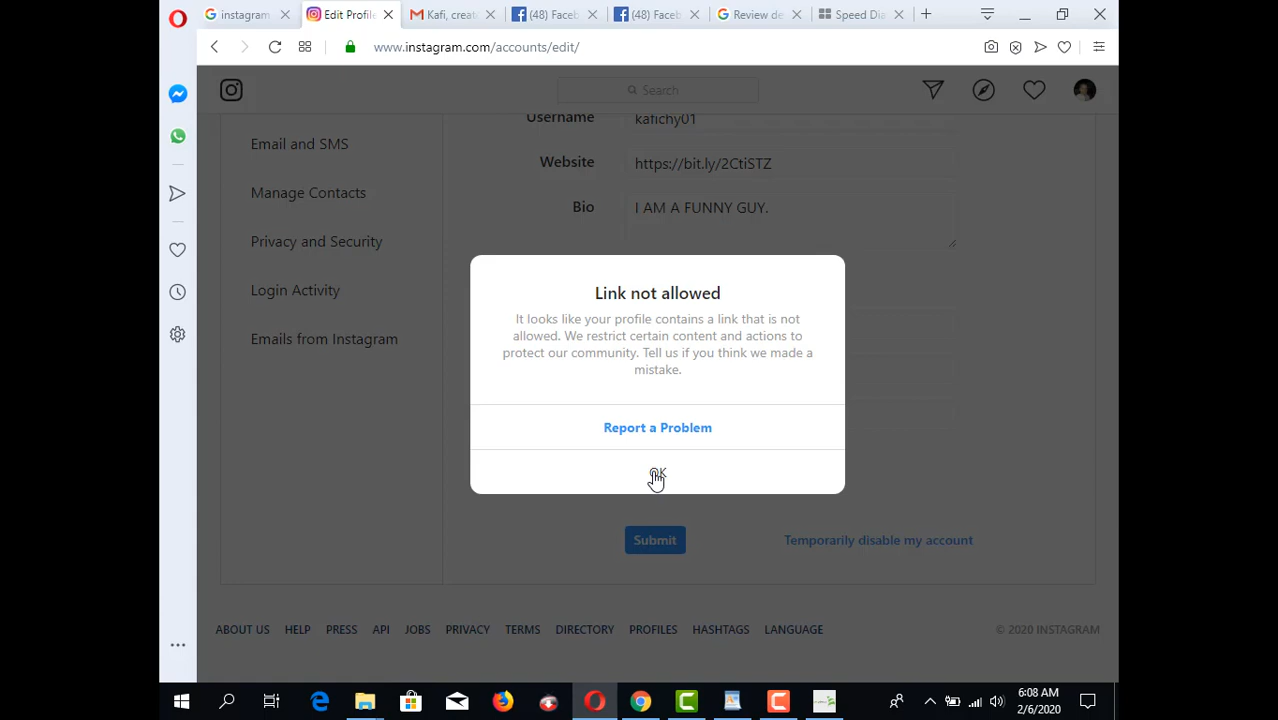 instagram
Edit Profil
Kafi, creat
(48) Faceb
(48) Faceb
Review de
Speed Dia
www.instagram.com/accounts/edit/
Search
Username
kafichy01
Email and SMS
Website
https://bit.ly/2CtiSTZ
Manage Contacts
Bio
I AM A FUNNY GUY.
Privacy and Security
Login Activity
Emails from Instagram
Link not allowed
It looks like your profile contains a link that is not
allowed. We restrict certain content and actions to
protect our community. Tell us if you think we made a
mistake.
Report a Problem
OK
Submit
Temporarily disable my account
ABOUT US HELP PRESS API JOBS PRIVACY TERMS DIRECTORY PROFILES HASHTAGS LANGUAGE
© 2020 INSTAGRAM
6:08 AM
2/6/2020